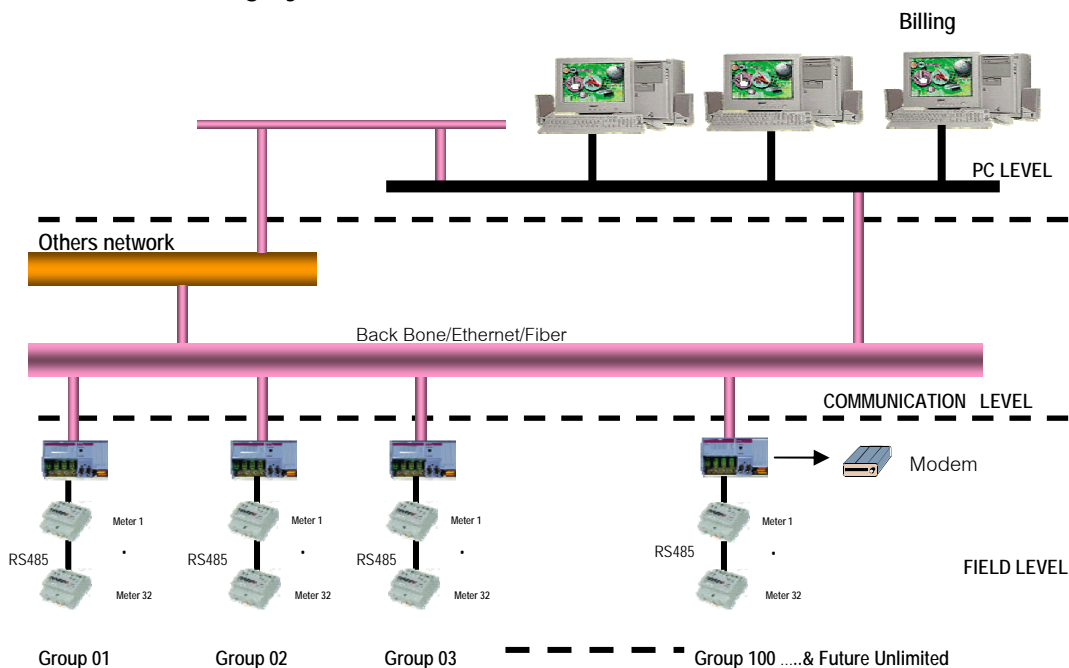 Billing
PC LEVEL
Others network
Back Bone/Ethernet/Fiber
COMMUNICATION LEVEL
Modem
Meter 1
.
RS485
Meter 32
Meter 1
.
RS485
Meter 32
Meter 1
.
RS485
Meter 32
Meter 1
.
RS485
Meter 32
FIELD LEVEL
Group 01
Group 02
Group 03
Group 100 .....& Future Unlimited